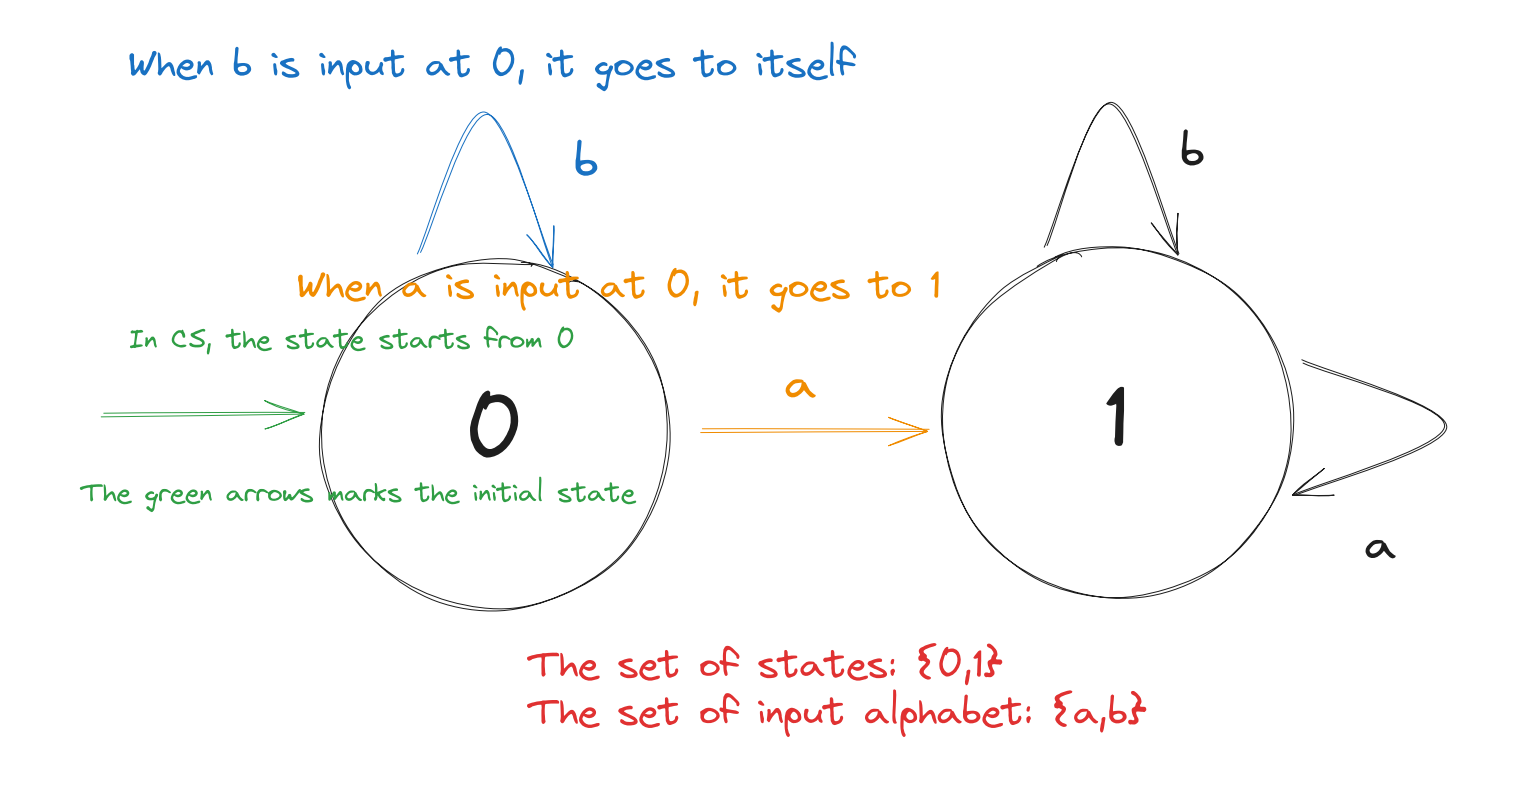 When b is input at 0, it goes to itself
b
b
When a is input at 0, it goes to 1
In CS, the state starts from 0
a
0
1
The green arrows marks the initial state
a
The set of states: {0,1}
The set of input alphabet: {a,b}